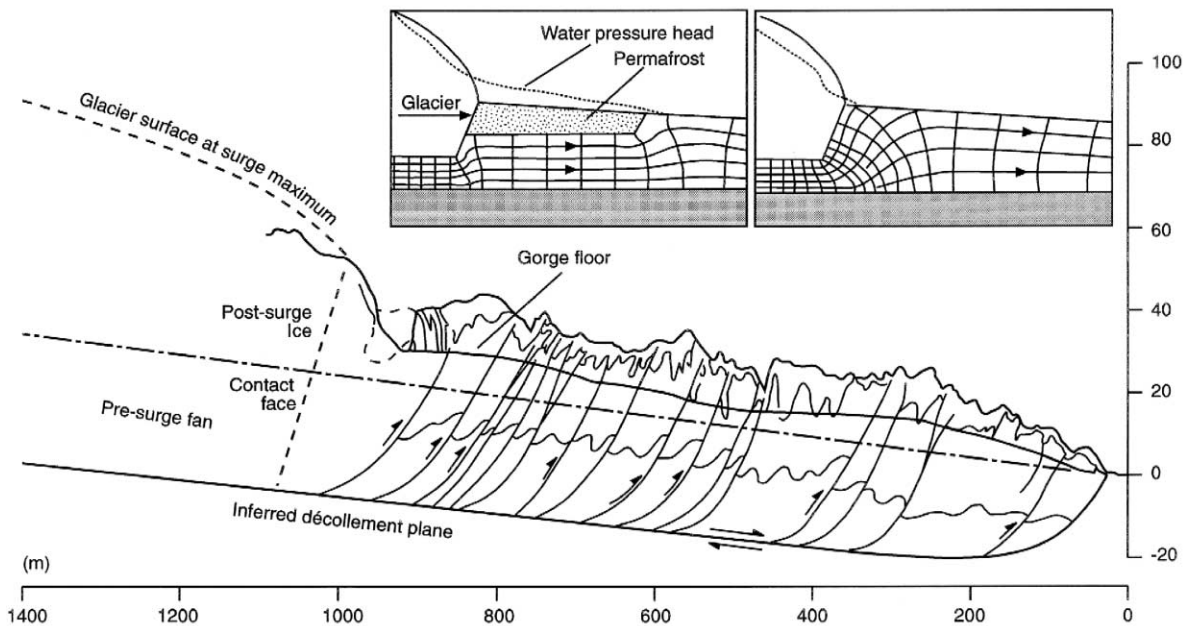 Water pressure head
Permafrost
Glacier
100
80
60
40
20
0
-20
Glacier surface at surge maximum
Gorge floor
Post-surge
Ice
Contact
face
Pre-surge fan
Inferred décollement plane
(m)
1400
1200
1000
800
600
400
200
0